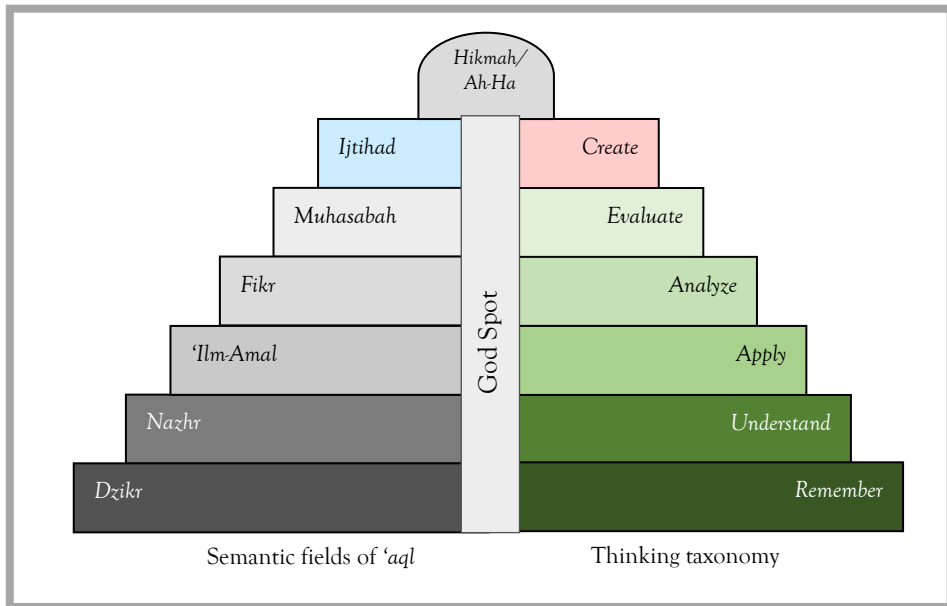 Hikmah/
Ah-Ha
Ijtihad
Create
Muhasabah
Evaluate
Fikr
Analyze
‘Ilm-Amal
Apply
Nazhr
Understand
Dzikr
Remember
God Spot
Semantic fields of ‘aql
Thinking taxonomy